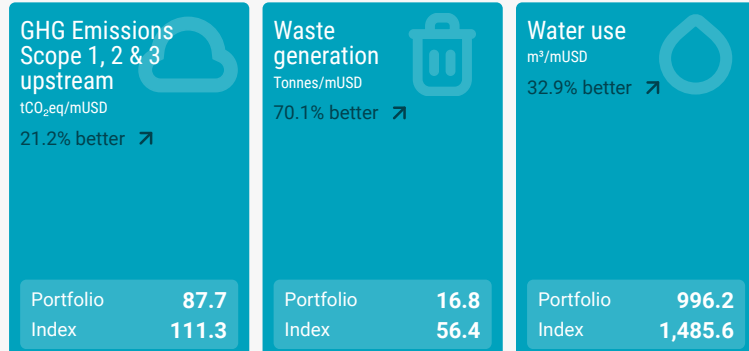 GHG Emissions
Scope 1, 2 & 3
upstream
tCO₂eq/mUSD
21.2% better
Portfolio 87.7
Index 111.3
Waste
generation
Tonnes/mUSD
70.1% better
Portfolio 16.8
Index 56.4
Water use
m³/mUSD
32.9% better
Portfolio 996.2
Index 1,485.6